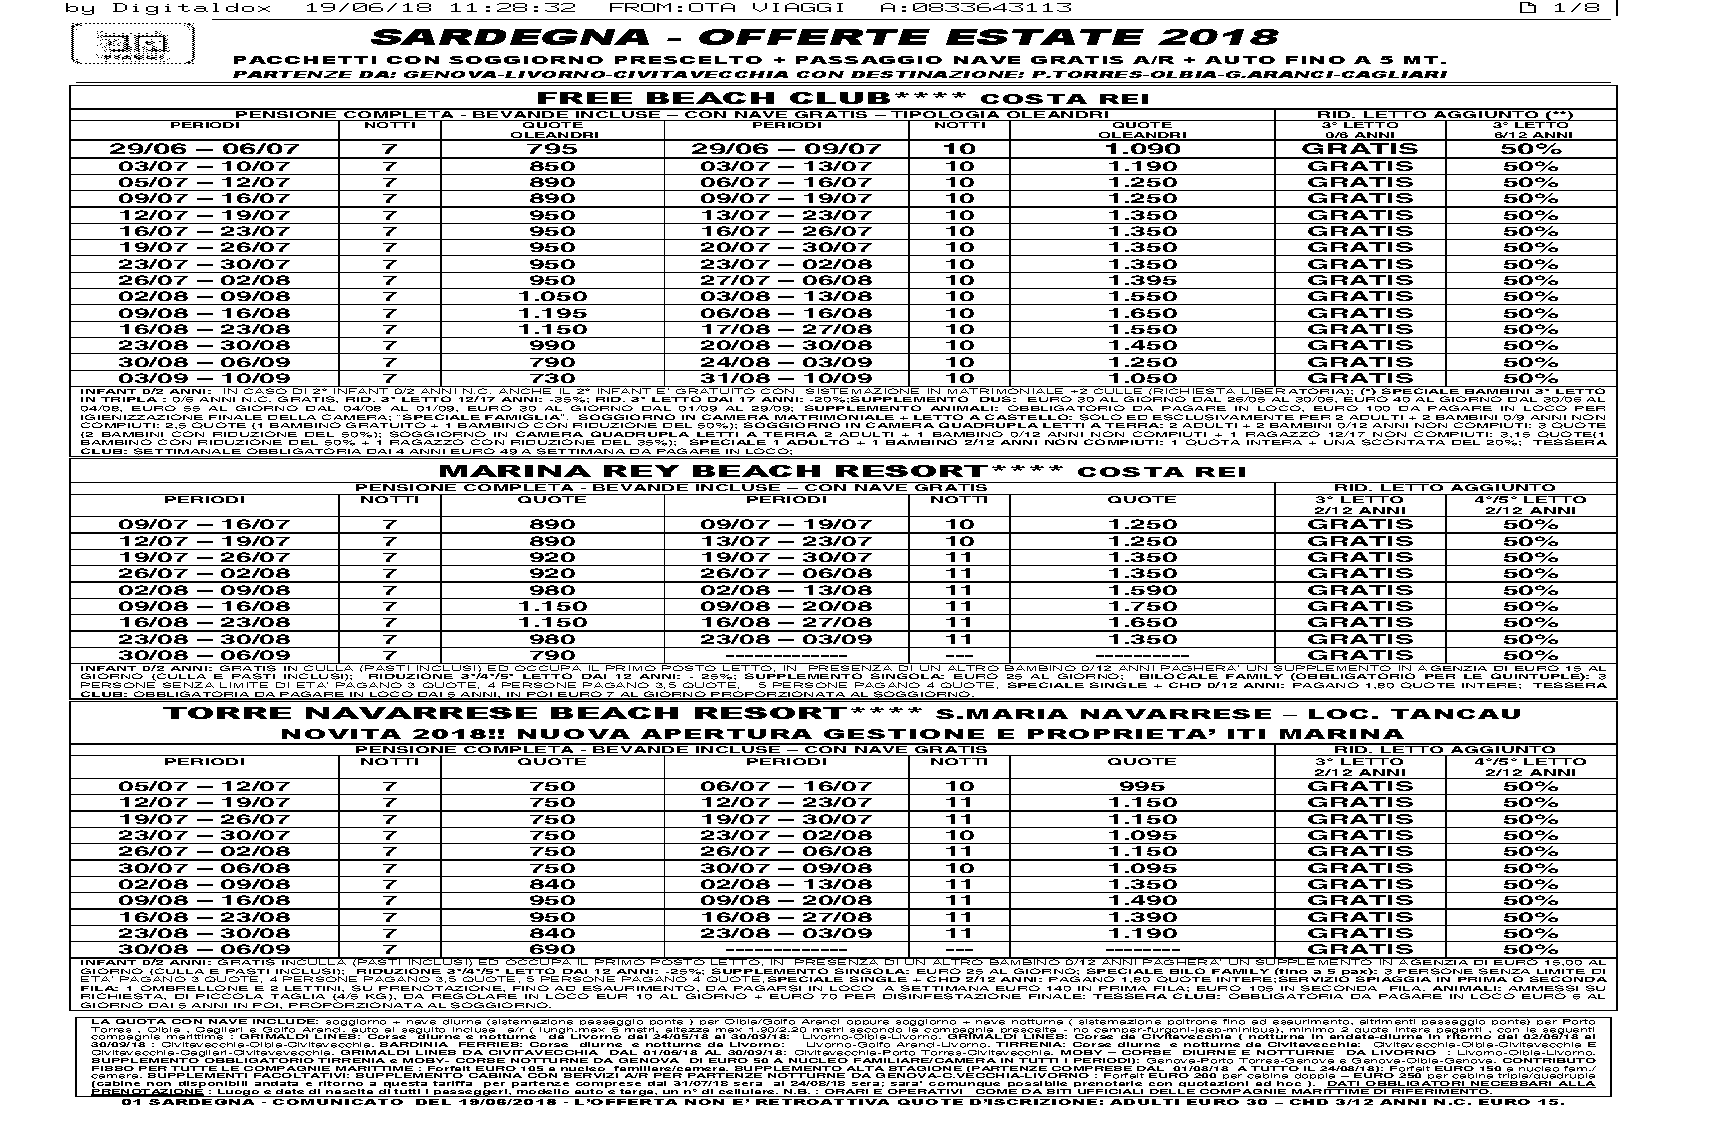 by Digitaldox 19/06/18 11:28:32 FROM:OTA VIAGGI A:0833643113 1/8
SARDEGNA - OFFERTE ESTATE 2018
PACCHETTI CON SOGGIORNO PRESCELTO + PASSAGGIO NAVE GRATIS A/R + AUTO FINO A 5 MT.
PARTENZE DA: GENOVA-LIVORNO-CIVITAVECCHIA CON DESTINAZIONE: P.TORRES-OLBIA-G.ARANCI-CAGLIARI
FREE BEACH CLUB**** COSTA REI
PENSIONE COMPLETA - BEVANDE INCLUSE – CON NAVE GRATIS – TIPOLOGIA OLEANDRI RID. LETTO AGGIUNTO (**)
PERIODI NOTTI QUOTE PERIODI NOTTI QUOTE 3° LETTO 3° LETTO
OLEANDRI OLEANDRI 0/6 ANNI 6/12 ANNI
29/06 – 06/07 7 795 29/06 – 09/07 10 1.090 GRATIS 50%
03/07 – 10/07 7 850 03/07 – 13/07 10 1.190 GRATIS 50%
05/07 – 12/07 7 890 06/07 – 16/07 10 1.250 GRATIS 50%
09/07 – 16/07 7 890 09/07 – 19/07 10 1.250 GRATIS 50%
12/07 – 19/07 7 950 13/07 – 23/07 10 1.350 GRATIS 50%
16/07 – 23/07 7 950 16/07 – 26/07 10 1.350 GRATIS 50%
19/07 – 26/07 7 950 20/07 – 30/07 10 1.350 GRATIS 50%
23/07 – 30/07 7 950 23/07 – 02/08 10 1.350 GRATIS 50%
26/07 – 02/08 7 950 27/07 – 06/08 10 1.395 GRATIS 50%
02/08 – 09/08 7 1.050 03/08 – 13/08 10 1.550 GRATIS 50%
09/08 – 16/08 7 1.195 06/08 – 16/08 10 1.650 GRATIS 50%
16/08 – 23/08 7 1.150 17/08 – 27/08 10 1.550 GRATIS 50%
23/08 – 30/08 7 990 20/08 – 30/08 10 1.450 GRATIS 50%
30/08 – 06/09 7 790 24/08 – 03/09 10 1.250 GRATIS 50%
03/09 – 10/09 7 730 31/08 – 10/09 10 1.050 GRATIS 50%
INFANT 0/2 ANNI: IN CASO DI 2° INFANT 0/2 ANNI N.C. ANCHE IL 2° INFANT E' GRATUITO CON SISTEMAZIONE IN MATRIMONIALE +2 CULLE (RICHIESTA LIBERATORIA); (*) SPECIALE BAMBINI 3° LETTO
IN TRIPLA : 0/6 ANNI N.C. GRATIS, RID. 3° LETTO 12/17 ANNI: -35%; RID. 3° LETTO DAI 17 ANNI: -20%;SUPPLEMENTO DUS: EURO 30 AL GIORNO DAL 26/05 AL 30/06, EURO 40 AL GIORNO DAL 30/06 AL
04/08, EURO 55 AL GIORNO DAL 04/08 AL 01/09, EURO 30 AL GIORNO DAL 01/09 AL 29/09; SUPPLEMENTO ANIMALI: OBBLIGATORIO DA PAGARE IN LOCO, EURO 100 DA PAGARE IN LOCO PER
IGIENIZZAZIONE FINALE DELLA CAMERA; "SPECIALE FAMIGLIA". SOGGIORNO IN CAMERA MATRIMONIALE + LETTO A CASTELLO: SOLO ED ESCLUSIVAMENTE PER 2 ADULTI + 2 BAMBINI 0/9 ANNI NON
COMPIUTI: 2,5 QUOTE (1 BAMBINO GRATUITO + 1 BAMBINO CON RIDUZIONE DEL 50%); SOGGIORNO IN CAMERA QUADRUPLA LETTI A TERRA: 2 ADULTI + 2 BAMBINI 0/12 ANNI NON COMPIUTI: 3 QUOTE
(2 BAMBINI CON RIDUZIONE DEL 50%); SOGGIORNO IN CAMERA QUADRUPLA LETTI A TERRA 2 ADULTI + 1 BAMBINO 0/12 ANNI NON COMPIUTI + 1 RAGAZZO 12/17 NON COMPIUTI: 3,15 QUOTE(1
BAMBINO CON RIDUZIONE DEL 50% + 1 RAGAZZO CON RIDUZIONE DEL 35%); SPECIALE 1 ADULTO + 1 BAMBINO 2/12 ANNI NON COMPIUTI: 1 QUOTA INTERA + UNA SCONTATA DEL 20%; TESSERA
CLUB: SETTIMANALE OBBLIGATORIA DAI 4 ANNI EURO 49 A SETTIMANA DA PAGARE IN LOCO;
MARINA REY BEACH RESORT**** COSTA REI
PENSIONE COMPLETA - BEVANDE INCLUSE – CON NAVE GRATIS RID. LETTO AGGIUNTO
PERIODI NOTTI QUOTE PERIODI NOTTI QUOTE 3° LETTO 4°/5° LETTO
2/12 ANNI 2/12 ANNI
09/07 – 16/07 7 890 09/07 – 19/07 10 1.250 GRATIS 50%
12/07 – 19/07 7 890 13/07 – 23/07 10 1.250 GRATIS 50%
19/07 – 26/07 7 920 19/07 – 30/07 11 1.350 GRATIS 50%
26/07 – 02/08 7 920 26/07 – 06/08 11 1.350 GRATIS 50%
02/08 – 09/08 7 980 02/08 – 13/08 11 1.590 GRATIS 50%
09/08 – 16/08 7 1.150 09/08 – 20/08 11 1.750 GRATIS 50%
16/08 – 23/08 7 1.150 16/08 – 27/08 11 1.650 GRATIS 50%
23/08 – 30/08 7 980 23/08 – 03/09 11 1.350 GRATIS 50%
30/08 – 06/09 7 790 ------------- --- ---------- GRATIS 50%
INFANT 0/2 ANNI: GRATIS IN CULLA (PASTI INCLUSI) ED OCCUPA IL PRIMO POSTO LETTO, IN PRESENZA DI UN ALTRO BAMBINO 0/12 ANNI PAGHERA' UN SUPPLEMENTO IN AGENZIA DI EURO 15 AL
GIORNO (CULLA E PASTI INCLUSI); RIDUZIONE 3°/4°/5° LETTO DAI 12 ANNI: - 25%; SUPPLEMENTO SINGOLA: EURO 25 AL GIORNO; BILOCALE FAMILY (OBBLIGATORIO PER LE QUINTUPLE): 3
PERSONE SENZA LIMITE DI ETA' PAGANO 3 QUOTE, 4 PERSONE PAGANO 3,5 QUOTE, 5 PERSONE PAGANO 4 QUOTE, SPECIALE SINGLE + CHD 0/12 ANNI: PAGANO 1,80 QUOTE INTERE; TESSERA
CLUB: OBBLIGATORIA DA PAGARE IN LOCO DAI 5 ANNI, IN POI EURO 7 AL GIORNO PROPORZIONATA AL SOGGIORNO.
TORRE NAVARRESE BEACH RESORT**** S.MARIA NAVARRESE – LOC. TANCAU
NOVITA 2018!! NUOVA APERTURA GESTIONE E PROPRIETA' ITI MARINA
PENSIONE COMPLETA - BEVANDE INCLUSE – CON NAVE GRATIS RID. LETTO AGGIUNTO
PERIODI NOTTI QUOTE PERIODI NOTTI QUOTE 3° LETTO 4°/5° LETTO
2/12 ANNI 2/12 ANNI
05/07 – 12/07 7 750 06/07 – 16/07 10 995 GRATIS 50%
12/07 – 19/07 7 750 12/07 – 23/07 11 1.150 GRATIS 50%
19/07 – 26/07 7 750 19/07 – 30/07 11 1.150 GRATIS 50%
23/07 – 30/07 7 750 23/07 – 02/08 10 1.095 GRATIS 50%
26/07 – 02/08 7 750 26/07 – 06/08 11 1.150 GRATIS 50%
30/07 – 06/08 7 750 30/07 – 09/08 10 1.095 GRATIS 50%
02/08 – 09/08 7 840 02/08 – 13/08 11 1.350 GRATIS 50%
09/08 – 16/08 7 950 09/08 – 20/08 11 1.490 GRATIS 50%
16/08 – 23/08 7 950 16/08 – 27/08 11 1.390 GRATIS 50%
23/08 – 30/08 7 840 23/08 – 03/09 11 1.190 GRATIS 50%
30/08 – 06/09 7 690 ------------- --- -------- GRATIS 50%
INFANT 0/2 ANNI: GRATIS INCULLA (PASTI INCLUSI) ED OCCUPA IL PRIMO POSTO LETTO, IN PRESENZA DI UN ALTRO BAMBINO 0/12 ANNI PAGHERA' UN SUPPLEMENTO IN AGENZIA DI EURO 15,00 AL
GIORNO (CULLA E PASTI INCLUSI); RIDUZIONE 3°/4°/5° LETTO DAI 12 ANNI: -25%; SUPPLEMENTO SINGOLA: EURO 25 AL GIORNO; SPECIALE BILO FAMILY (fino a 5 pax): 3 PERSONE SENZA LIMITE DI
ETA' PAGANO 3 QUOTE, 4 PERSONE PAGANO 3,5 QUOTE, 5 PERSONE PAGANO 4 QUOTE;SPECIALE SINGLE + CHD 2/12 ANNI: PAGANO 1,80 QUOTE INTERE;SERVIZIO SPIAGGIA IN PRIMA O SECONDA
FILA: 1 OMBRELLONE E 2 LETTINI, SU PRENOTAZIONE, FINO AD ESAURIMENTO, DA PAGARSI IN LOCO A SETTIMANA EURO 140 IN PRIMA FILA; EURO 105 IN SECONDA FILA. ANIMALI: AMMESSI SU
RICHIESTA, DI PICCOLA TAGLIA (4/5 KG), DA REGOLARE IN LOCO EUR 10 AL GIORNO + EURO 70 PER DISINFESTAZIONE FINALE: TESSERA CLUB: OBBLIGATORIA DA PAGARE IN LOCO EURO 6 AL
GIORNO DAI 5 ANNI IN POI, PROPORZIONATA AL SOGGIORNO.
LA QUOTA CON NAVE INCLUDE: soggiorno + nave diurna (sistemazione passaggio ponte ) per Olbia/Golfo Aranci oppure soggiorno + nave notturna ( sistemazione poltrone fino ad esaurimento, altrimenti passaggio ponte) per Porto
Torres , Olbia , Cagliari e Golfo Aranci. auto al seguito inclusa a/r ( lungh.max 5 metri, altezza max 1.90/2.20 metri secondo la compagnia prescelta - no camper-furgoni-jeep-minibus), minimo 2 quote intere paganti , con le seguenti
compagnie marittime : GRIMALDI LINES: Corse diurne e notturne da Livorno dal 24/05/18 al 30/09/18: Livorno-Olbia-Livorno. GRIMALDI LINES: Corse da Civitavecchia ( notturna in andata-diurna in ritorno dal 02/06/18 al
30/09/18 : Civitavecchia-Olbia-Civitavecchia. SARDINIA FERRIES: Corse diurne e notturne da Livorno: Livorno-Golfo Aranci-Livorno. TIRRENIA: Corse diurne e notturne da Civitavecchia: Civitavecchia-Olbia-Civitavecchia E
Civitavecchia-Cagliari-Civitavevecchia. GRIMALDI LINES DA CIVITAVECCHIA DAL 01/06/18 AL 30/09/18: Civitavecchia-Porto Torres-Civitavecchia. MOBY – CORSE DIURNE E NOTTURNE DA LIVORNO : Livorno-Olbia-Livorno.
SUPPLEMENTO OBBLIGATORIO TIRRENIA e MOBY- CORSE NOTTURNE DA GENOVA DI EURO 50 A NUCLEO FAMILIARE/CAMERA IN TUTTI I PERIODI: Genova-Porto Torres-Genova e Genova-Olbia-Genova. CONTRIBUTO
FISSO PER TUTTE LE COMPAGNIE MARITTIME : Forfait EURO 105 a nucleo familiare/camera. SUPPLEMENTO ALTA STAGIONE (PARTENZE COMPRESE DAL 01/08/18 A TUTTO IL 24/08/18): Forfait EURO 150 a nucleo fam./
camera. SUPPLEMENTI FACOLTATIVI: SUPPLEMENTO CABINA CON SERVIZI A/R PER PARTENZE NOTTURNE DA GENOVA-C.VECCHIA-LIVORNO- : Forfait EURO 200 per cabina doppia – EURO 250 per cabine tripla/quadrupla
(cabine non disponibili andata e ritorno a questa tariffa per partenze comprese dal 31/07/18 sera al 24/08/18 sera; sara' comunque possibile prenotarle con quotazioni ad hoc ). DATI OBBLIGATORI NECESSARI ALLA
PRENOTAZIONE : Luogo e data di nascita di tutti i passeggeri, modello auto e targa, un n° di cellulare. N.B. : ORARI E OPERATIVI COME DA SITI UFFICIALI DELLE COMPAGNIE MARITTIME DI RIFERIMENTO.
01 SARDEGNA - COMUNICATO DEL 19/06/2018 - L'OFFERTA NON E' RETROATTIVA QUOTE D'ISCRIZIONE: ADULTI EURO 30 – CHD 3/12 ANNI N.C. EURO 15.